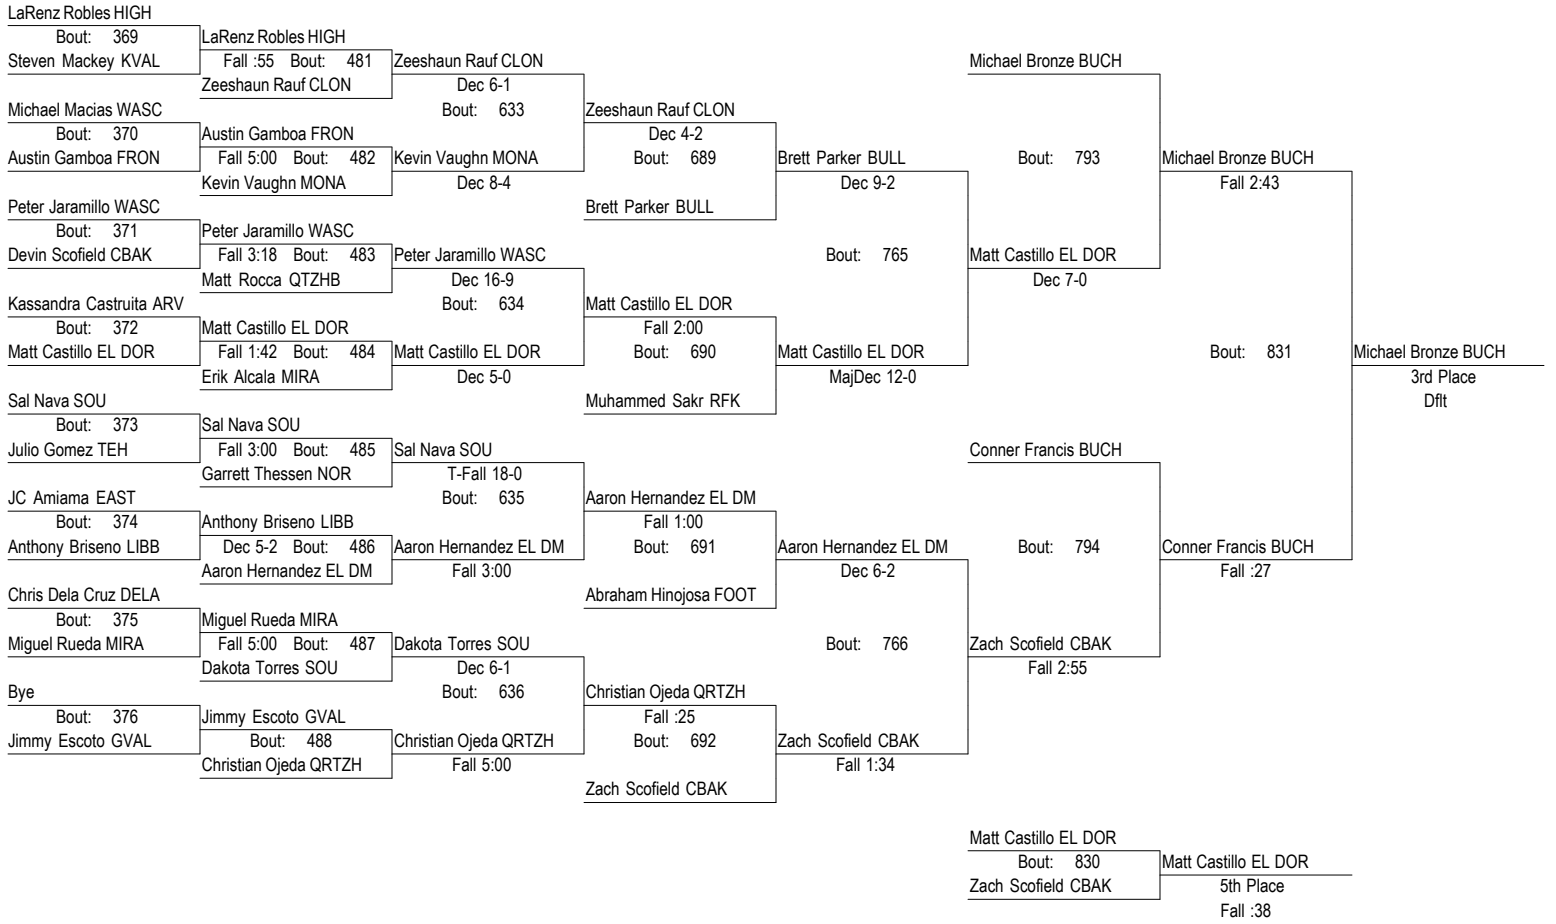 LaRenz Robles HIGH
Bout: 369
Steven Mackey KVAL
Michael Macias WASC
Bout: 370
Austin Gamboa FRON
Peter Jaramillo WASC
Bout: 371
Devin Scofield CBAK
Kassandra Castruita ARV
Bout: 372
Matt Castillo EL DOR
Sal Nava SOU
Bout: 373
Julio Gomez TEH
JC Amiama EAST
Bout: 374
Anthony Briseno LIBB
Chris Dela Cruz DELA
Bout: 375
Miguel Rueda MIRA
Bye
Bout: 376
Jimmy Escoto GVAL
LaRenz Robles HIGH
Fall :55 Bout: 481
Zeeshaun Rauf CLON
Austin Gamboa FRON
Fall 5:00 Bout: 482
Kevin Vaughn MONA
Peter Jaramillo WASC
Fall 3:18 Bout: 483
Matt Rocca QTZHB
Matt Castillo EL DOR
Fall 1:42 Bout: 484
Erik Alcala MIRA
Sal Nava SOU
Fall 3:00 Bout: 485
Garrett Thessen NOR
Anthony Briseno LIBB
Dec 5-2 Bout: 486
Aaron Hernandez EL DM
Miguel Rueda MIRA
Fall 5:00 Bout: 487
Dakota Torres SOU
Jimmy Escoto GVAL
Bout: 488
Christian Ojeda QRTZH
Zeeshaun Rauf CLON
Dec 6-1
Bout: 633
Kevin Vaughn MONA
Dec 8-4
Peter Jaramillo WASC
Dec 16-9
Bout: 634
Matt Castillo EL DOR
Dec 5-0
Sal Nava SOU
T-Fall 18-0
Bout: 635
Aaron Hernandez EL DM
Fall 3:00
Dakota Torres SOU
Dec 6-1
Bout: 636
Christian Ojeda QRTZH
Fall 5:00
Zeeshaun Rauf CLON
Dec 4-2
Bout: 689
Brett Parker BULL
Matt Castillo EL DOR
Fall 2:00
Bout: 690
Muhammed Sakr RFK
Aaron Hernandez EL DM
Fall 1:00
Bout: 691
Abraham Hinojosa FOOT
Christian Ojeda QRTZH
Fall :25
Bout: 692
Zach Scofield CBAK
Brett Parker BULL
Dec 9-2
Bout: 765
Matt Castillo EL DOR
MajDec 12-0
Aaron Hernandez EL DM
Dec 6-2
Bout: 766
Zach Scofield CBAK
Fall 1:34
Michael Bronze BUCH
Bout: 793
Matt Castillo EL DOR
Dec 7-0
Conner Francis BUCH
Bout: 794
Zach Scofield CBAK
Fall 2:55
Michael Bronze BUCH
Fall 2:43
Bout: 831
Conner Francis BUCH
Fall :27
Michael Bronze BUCH
3rd Place
Dflt
Matt Castillo EL DOR
Bout: 830
Zach Scofield CBAK
Matt Castillo EL DOR
5th Place
Fall :38